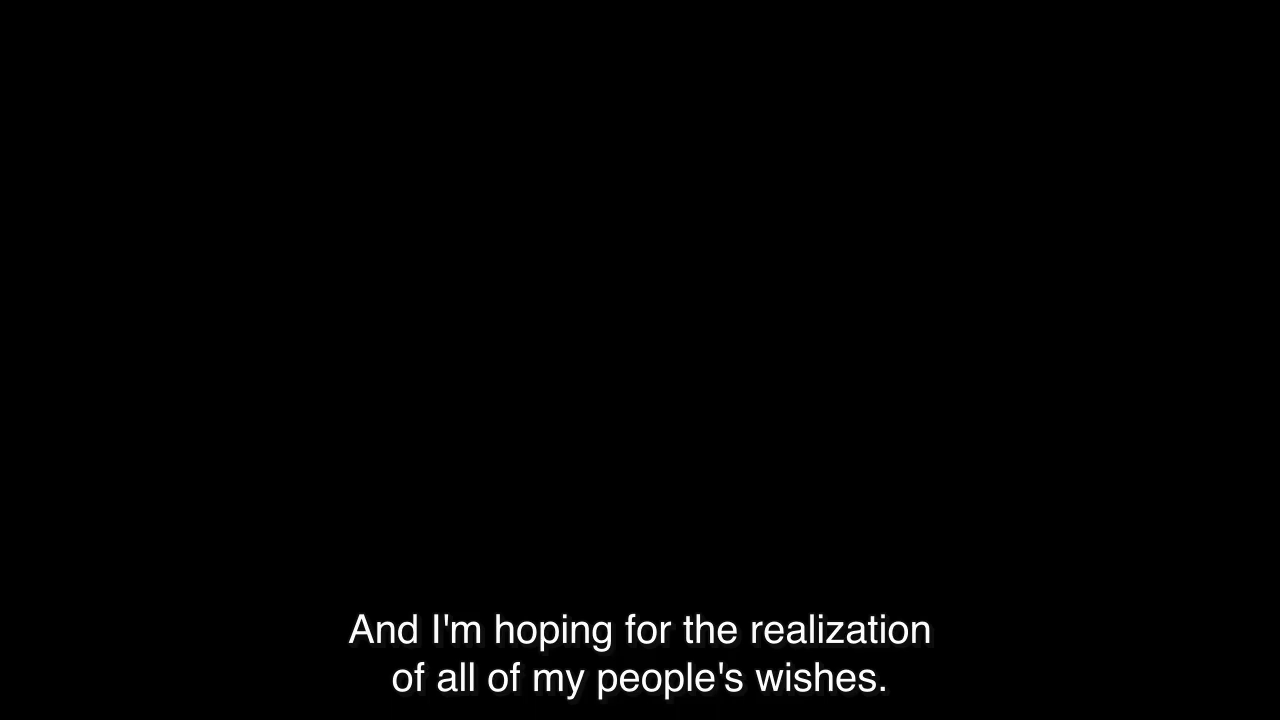 And I'm hoping for the realization
of all of my people's wishes.